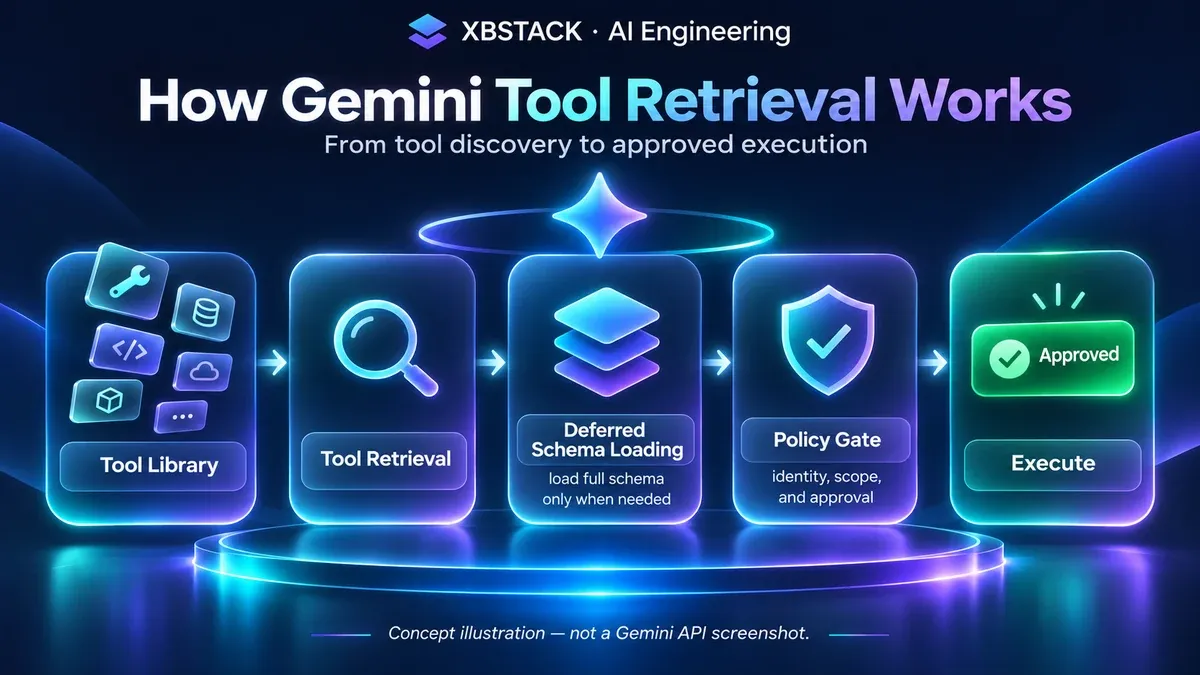 XBSTACK · AI Engineering
How Gemini Tool Retrieval Works
From tool discovery to approved execution
Tool Library
Tool Retrieval
Deferred
Schema Loading
load full schema
only when needed
Policy Gate
identity, scope,
and approval
Approved
Execute
Concept illustration — not a Gemini API screenshot.